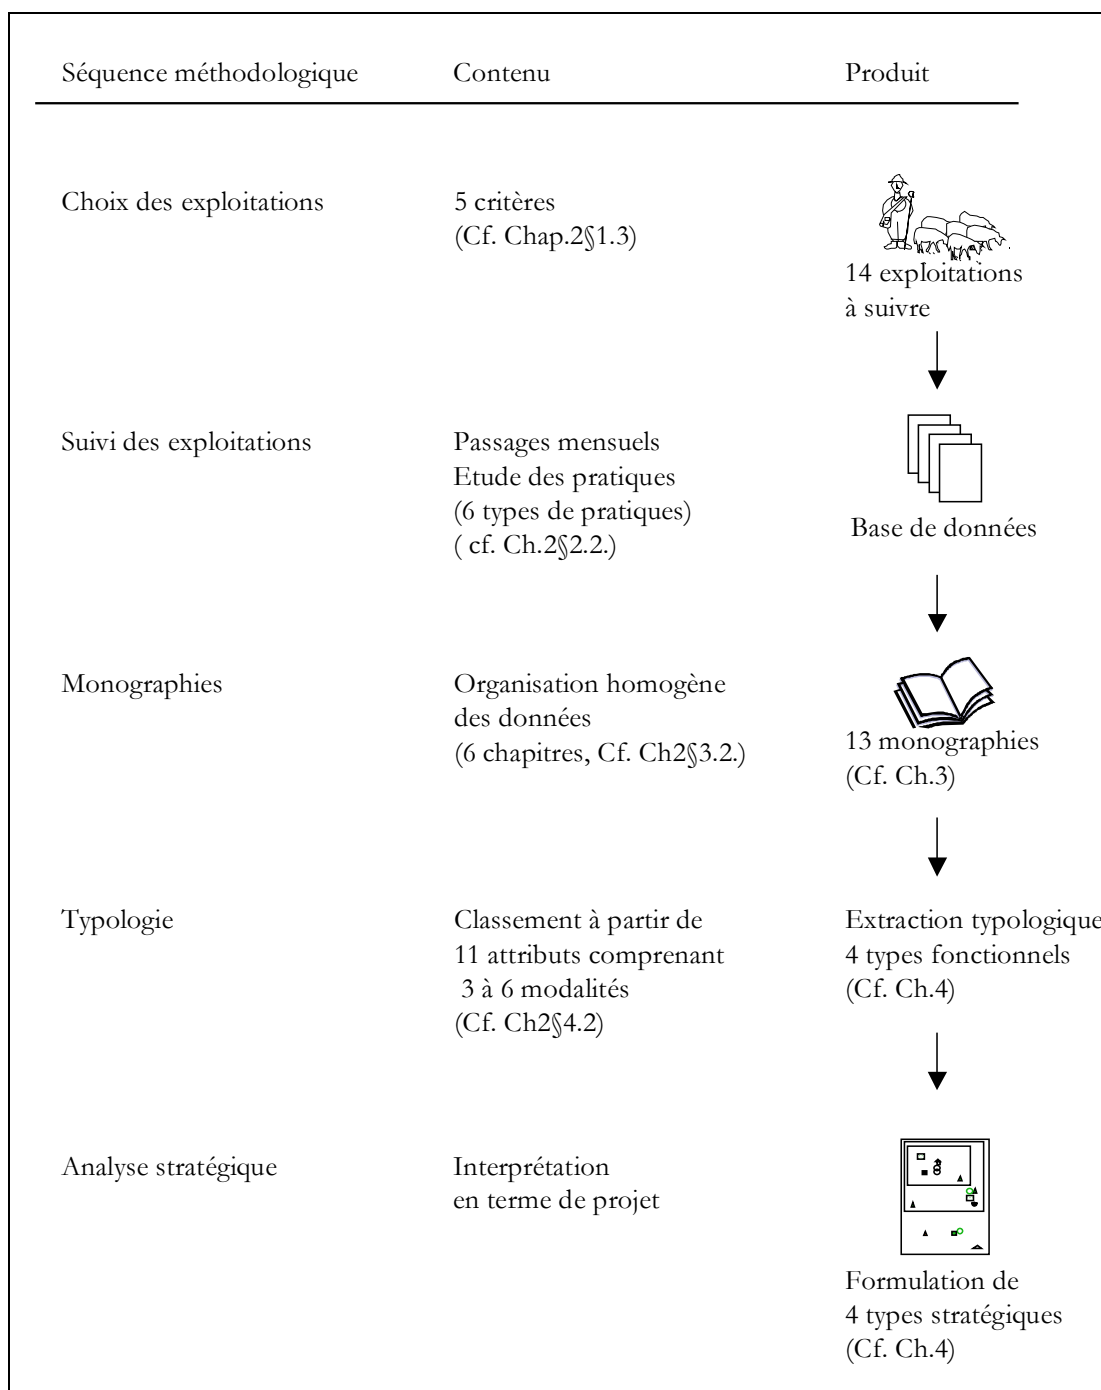 Séquence méthodologique
Contenu
Produit
Choix des exploitations
5 critères
(Cf. Chap.2§1.3)
14 exploitations
à suivre
Suivi des exploitations
Passages mensuels
Etude des pratiques
(6 types de pratiques)
( cf. Ch.2§2.2.)
Base de données
Monographies
Organisation homogène
des données
(6 chapitres, Cf. Ch2§3.2.)
13 monographies
(Cf. Ch.3)
Typologie
Classement à partir de
11 attributs comprenant
3 à 6 modalités
(Cf. Ch2§4.2)
Extraction typologique
4 types fonctionnels
(Cf. Ch.4)
Analyse stratégique
Interprétation
en terme de projet
Formulation de
4 types stratégiques
(Cf. Ch.4)